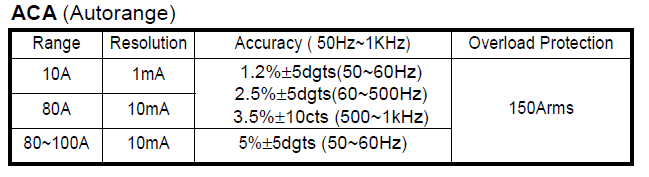 ACA (Autorange)
Range Resolution Accuracy ( 50Hz~1KHz) Overload Protection
10A 1mA 1.2%±5dgts(50~60Hz)
2.5%±5dgts(60~500Hz)
80A 10mA 3.5%±10cts (500~1kHz)
150Arms
80~100A 10mA 5%±5dgts (50~60Hz)